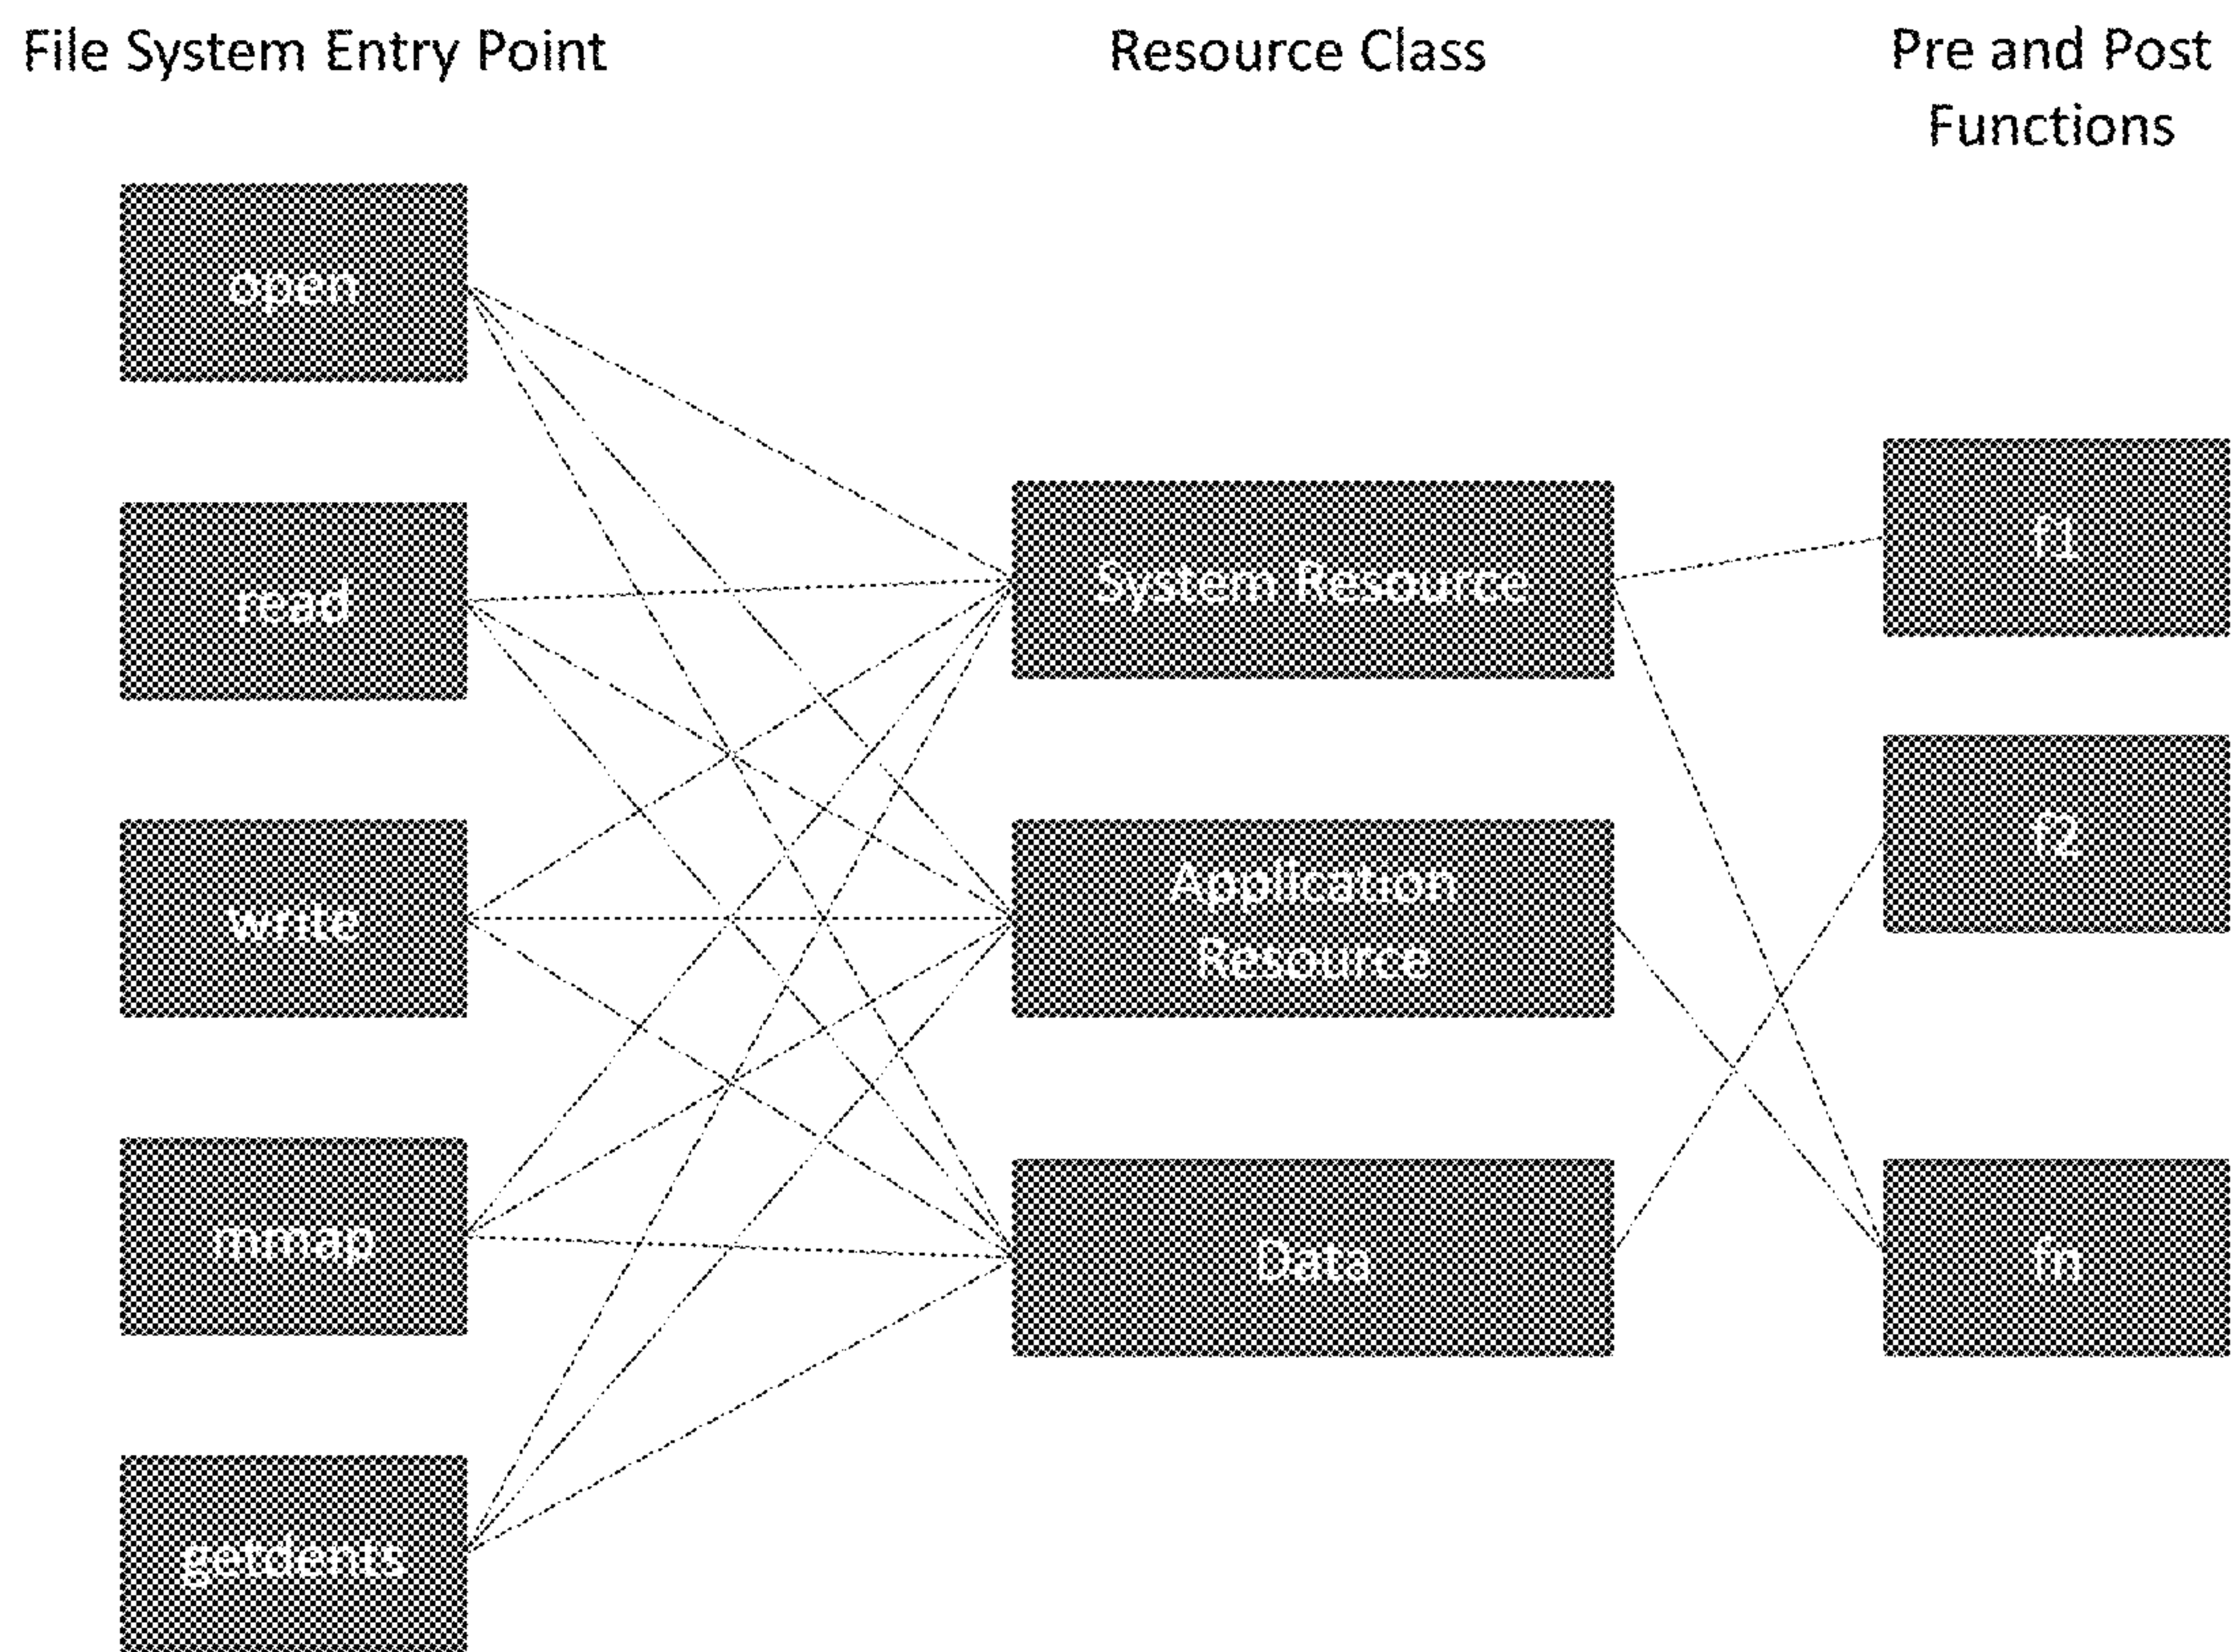 File System Entry Point
Resource Class
Pre and Post
Functions
open
read
write
mmap
getdents
System Resource
Application
Resource
Data
f1
f2
fn